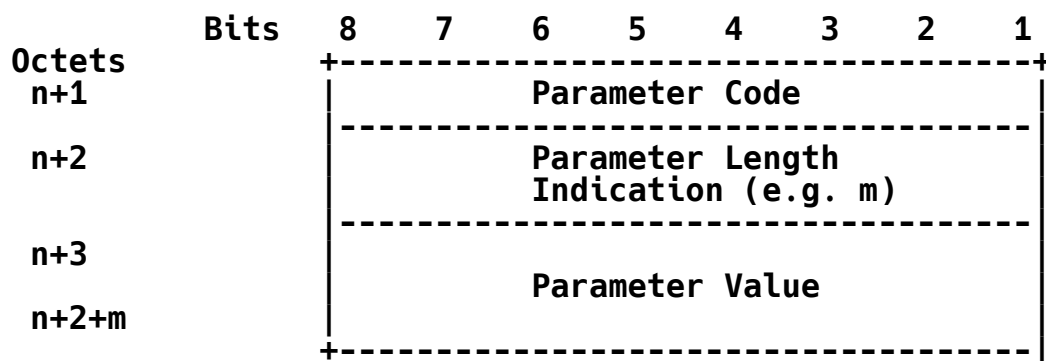 Bits 8 7 6 5 4 3 2 1
Octets
n+1 Parameter Code
n+2 Parameter Length
Indication (e.g. m)
n+3
Parameter Value
n+2+m